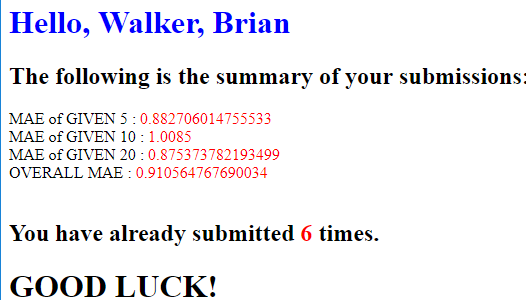 Hello, Walker, Brian
The following is the summary of your submissions:
MAE of GIVEN 5 : 0.882706014755533
MAE of GIVEN 10 : 1.0085
MAE of GIVEN 20 : 0.875373782193499
OVERALL MAE : 0.910564767690034
You have already submitted 6 times.
GOOD LUCK!